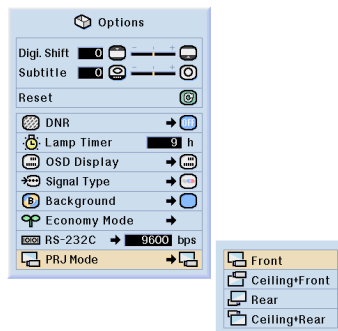 Options
Digi. Shift 0 - +
Subtitle 0 - +
Reset
DNR OFF
Lamp Timer 9 h
OSD Display
Signal Type
B Background
Economy Mode
RS-232C 9600 bps
PRJ Mode
Front
Ceiling+Front
Rear
Ceiling+Rear